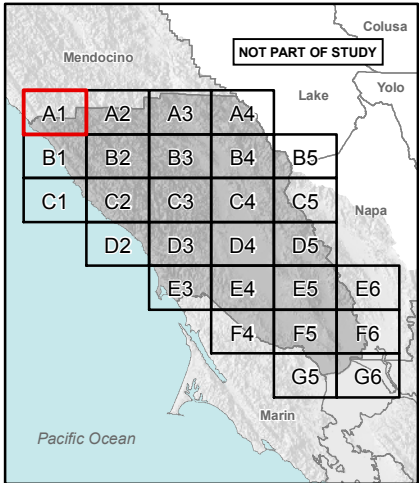 Colusa
Mendocino
NOT PART OF STUDY
Lake
Yolo
A1 A2 A3 A4
B1 B2 B3 B4 B5
C1 C2 C3 C4 C5
Napa
D2 D3 D4 D5
E3 E4 E5 E6
F4 F5 F6
G5 G6
Marin
Pacific Ocean